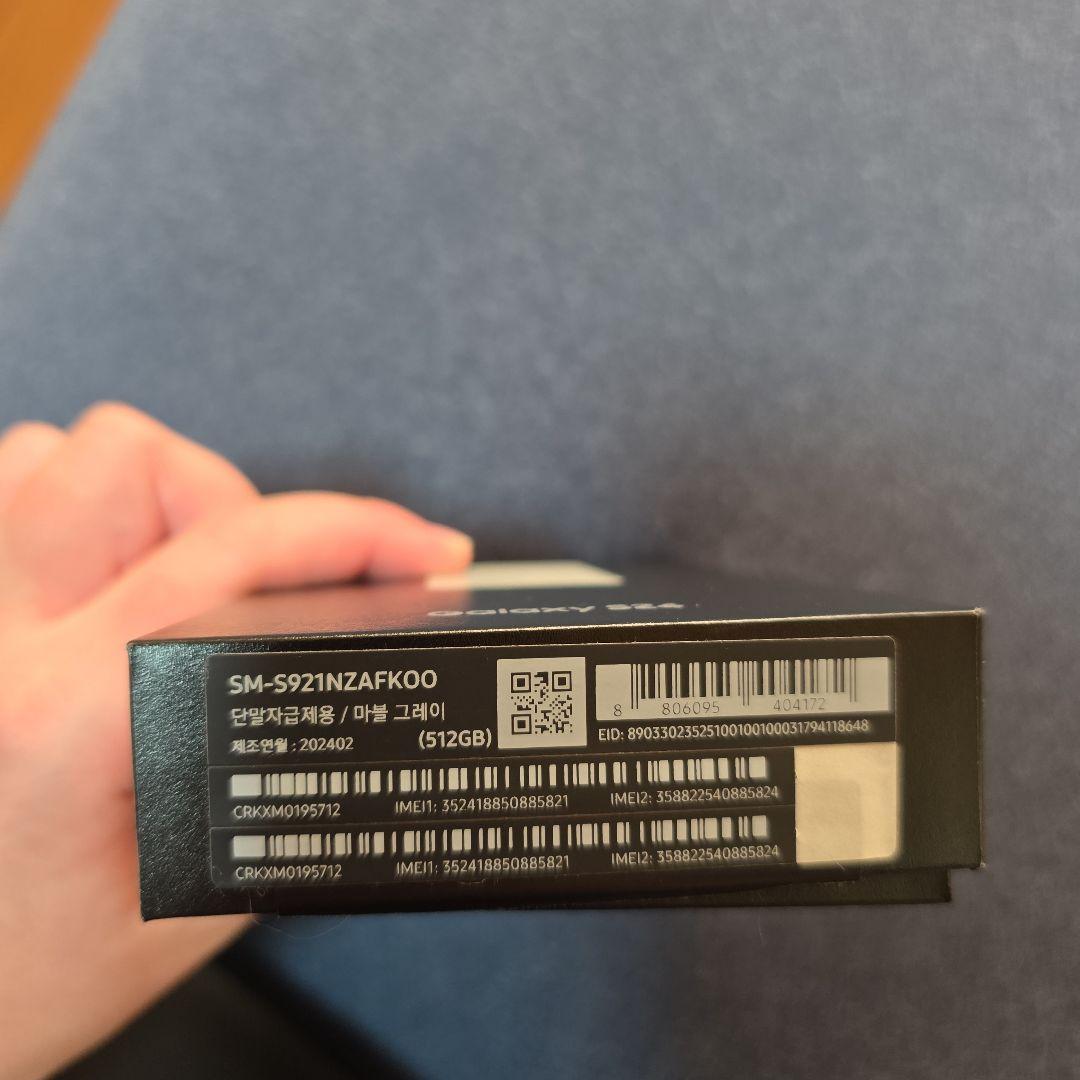 Galaxy S24
SM-S921NZAFKOO
단말자급제용 / 마블 그레이
제조연월 : 202402 (512GB)
8 806095 404172
EID: 89033023525100100100031794118648
CRKXM0195712 IMEI1: 352418850885821 IMEI2: 358822540885824
CRKXM0195712 IMEI1: 352418850885821 IMEI2: 358822540885824